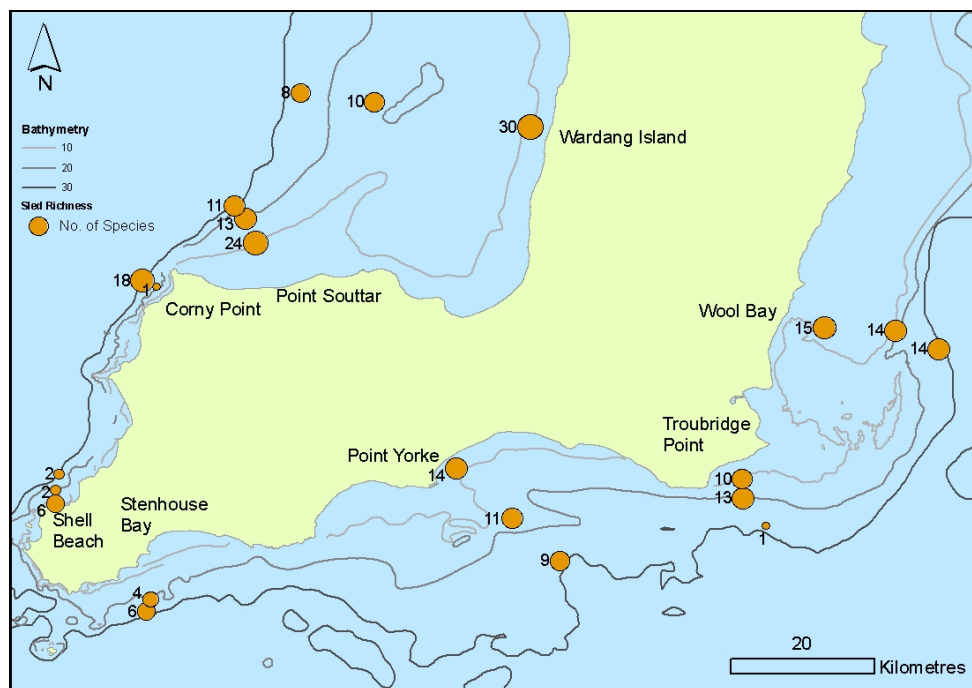 N
Bathymetry
10
20
30
Sled Richness
No. of Species
8
10
30
Wardang Island
11
13
24
18
1
Corny Point
Point Souttar
Wool Bay
15
14
14
Troubridge
Point
Point Yorke
14
10
13
1
2
2
6
Shell
Beach
Stenhouse
Bay
11
9
4
6
20
Kilometres